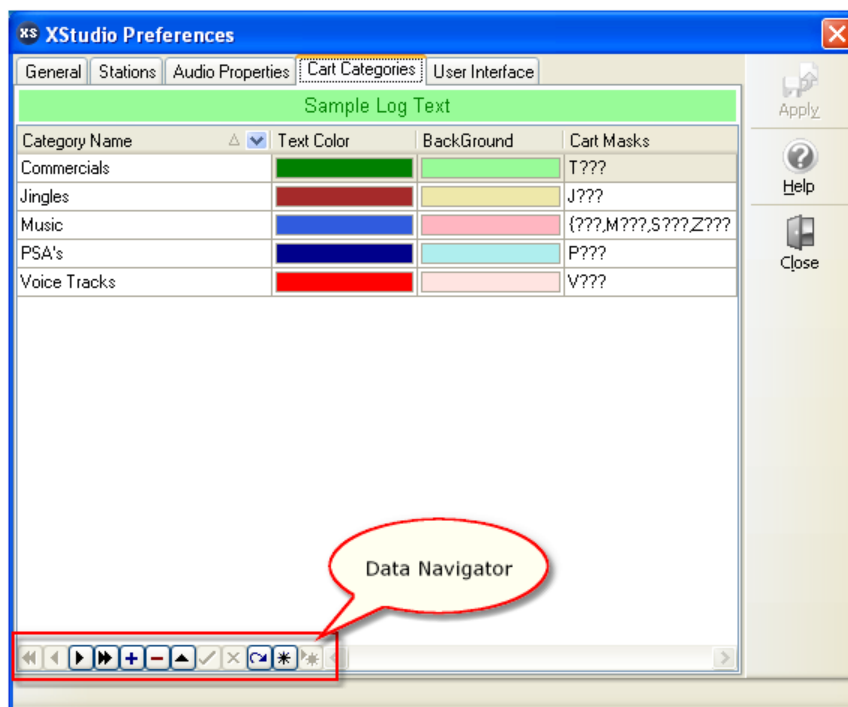 XS XStudio Preferences
General Stations Audio Properties Cart Categories User Interface
Sample Log Text
Category Name Text Color BackGround Cart Masks
Commercials T???
Jingles J???
Music {???,M???,S???,Z???
PSA's P???
Voice Tracks V???
Apply
Help
Close
Data Navigator